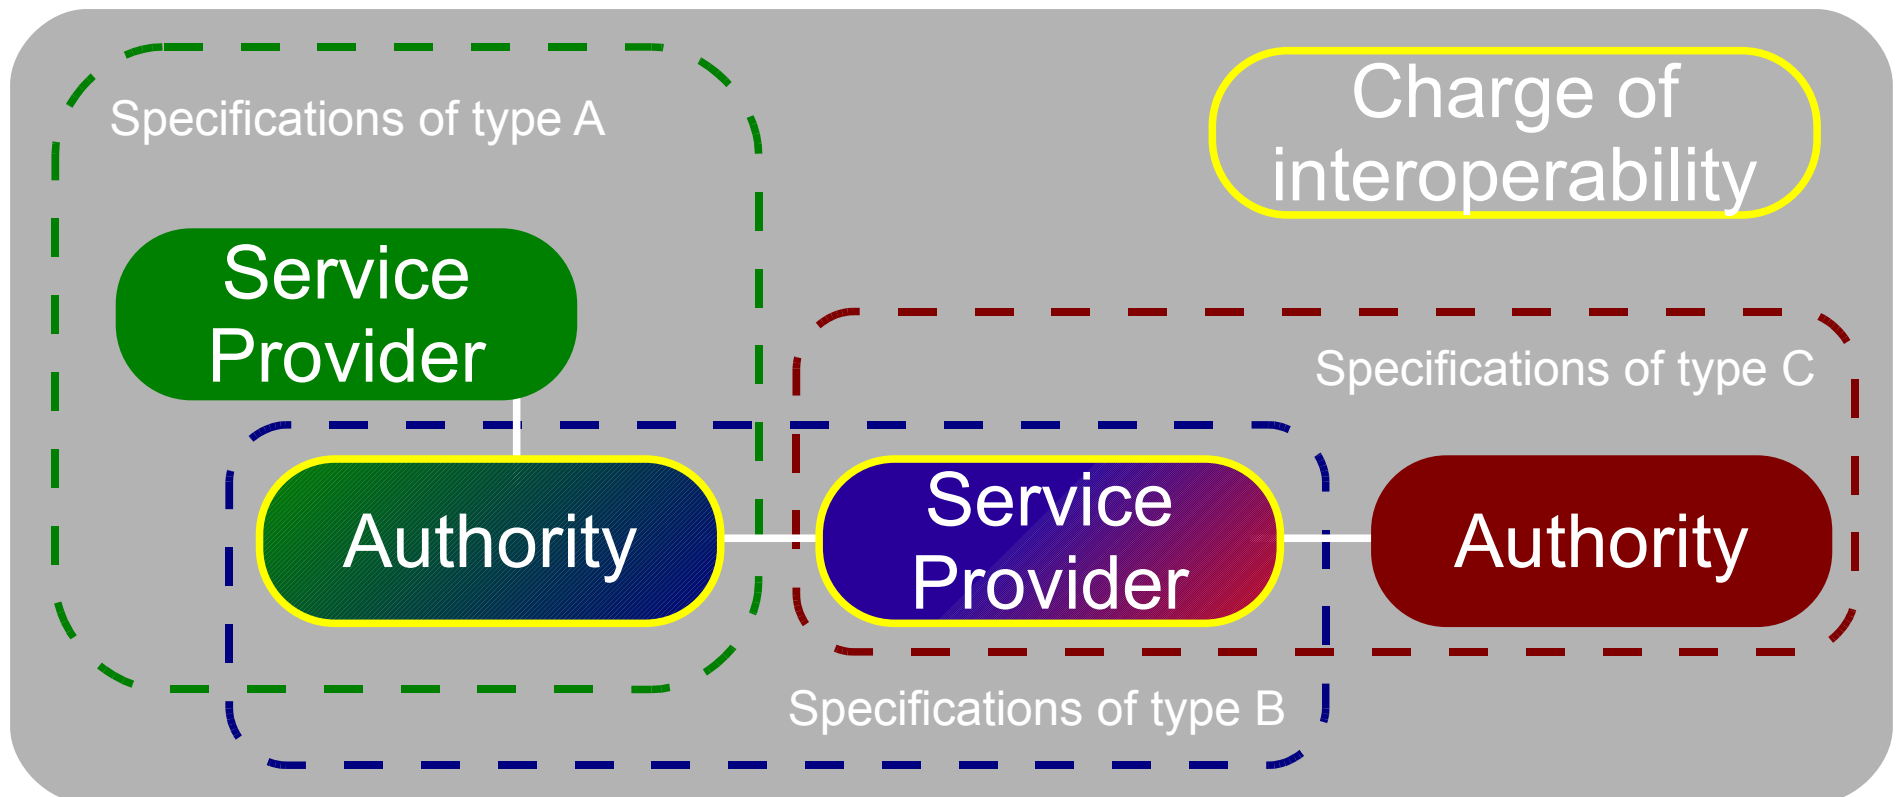 Specifications of type A
Charge of
interoperability
Service
Provider
Specifications of type C
Authority
Service
Provider
Authority
Specifications of type B